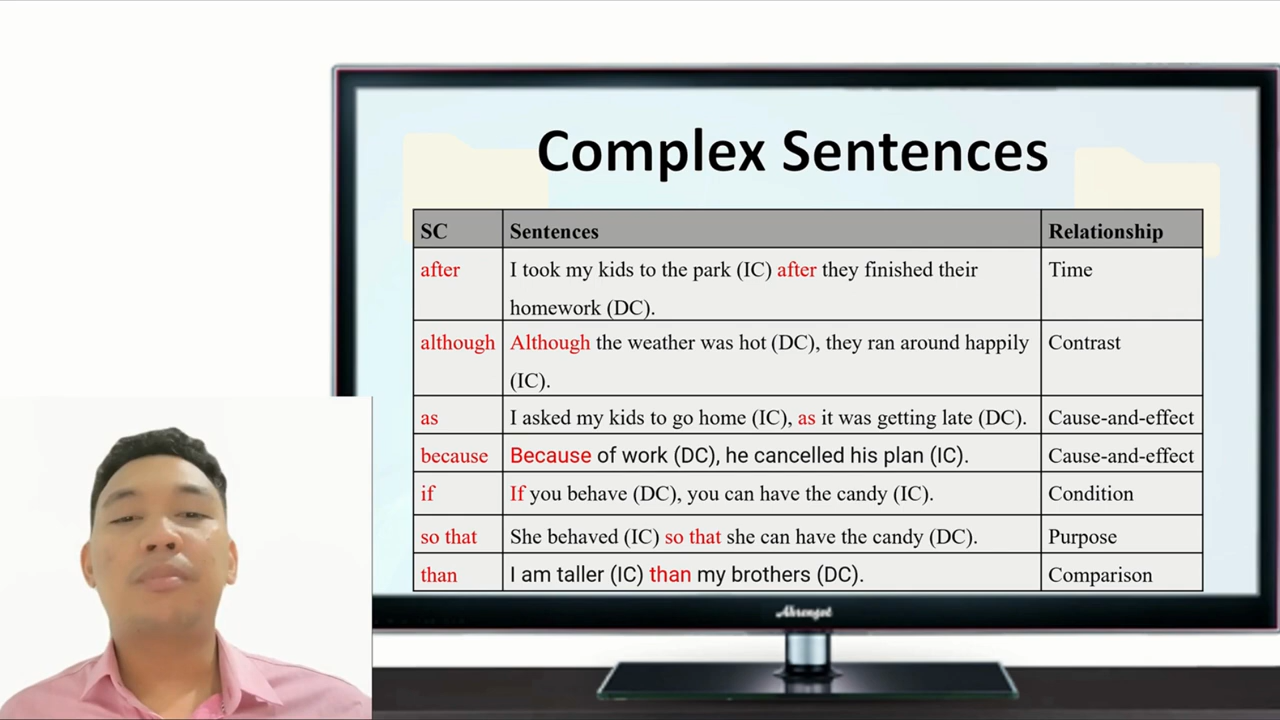 Complex Sentences
SC Sentences Relationship
after I took my kids to the park (IC) after they finished their Time
homework (DC).
although Although the weather was hot (DC), they ran around happily Contrast
(IC).
as I asked my kids to go home (IC), as it was getting late (DC). Cause-and-effect
because Because of work (DC), he cancelled his plan (IC). Cause-and-effect
if If you behave (DC), you can have the candy (IC). Condition
so that She behaved (IC) so that she can have the candy (DC). Purpose
than I am taller (IC) than my brothers (DC). Comparison